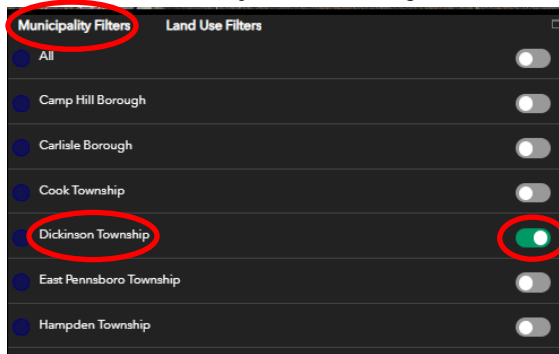 Municipality Filters Land Use Filters
All
Camp Hill Borough
Carlisle Borough
Cook Township
Dickinson Township
East Pennsboro Township
Hampden Township